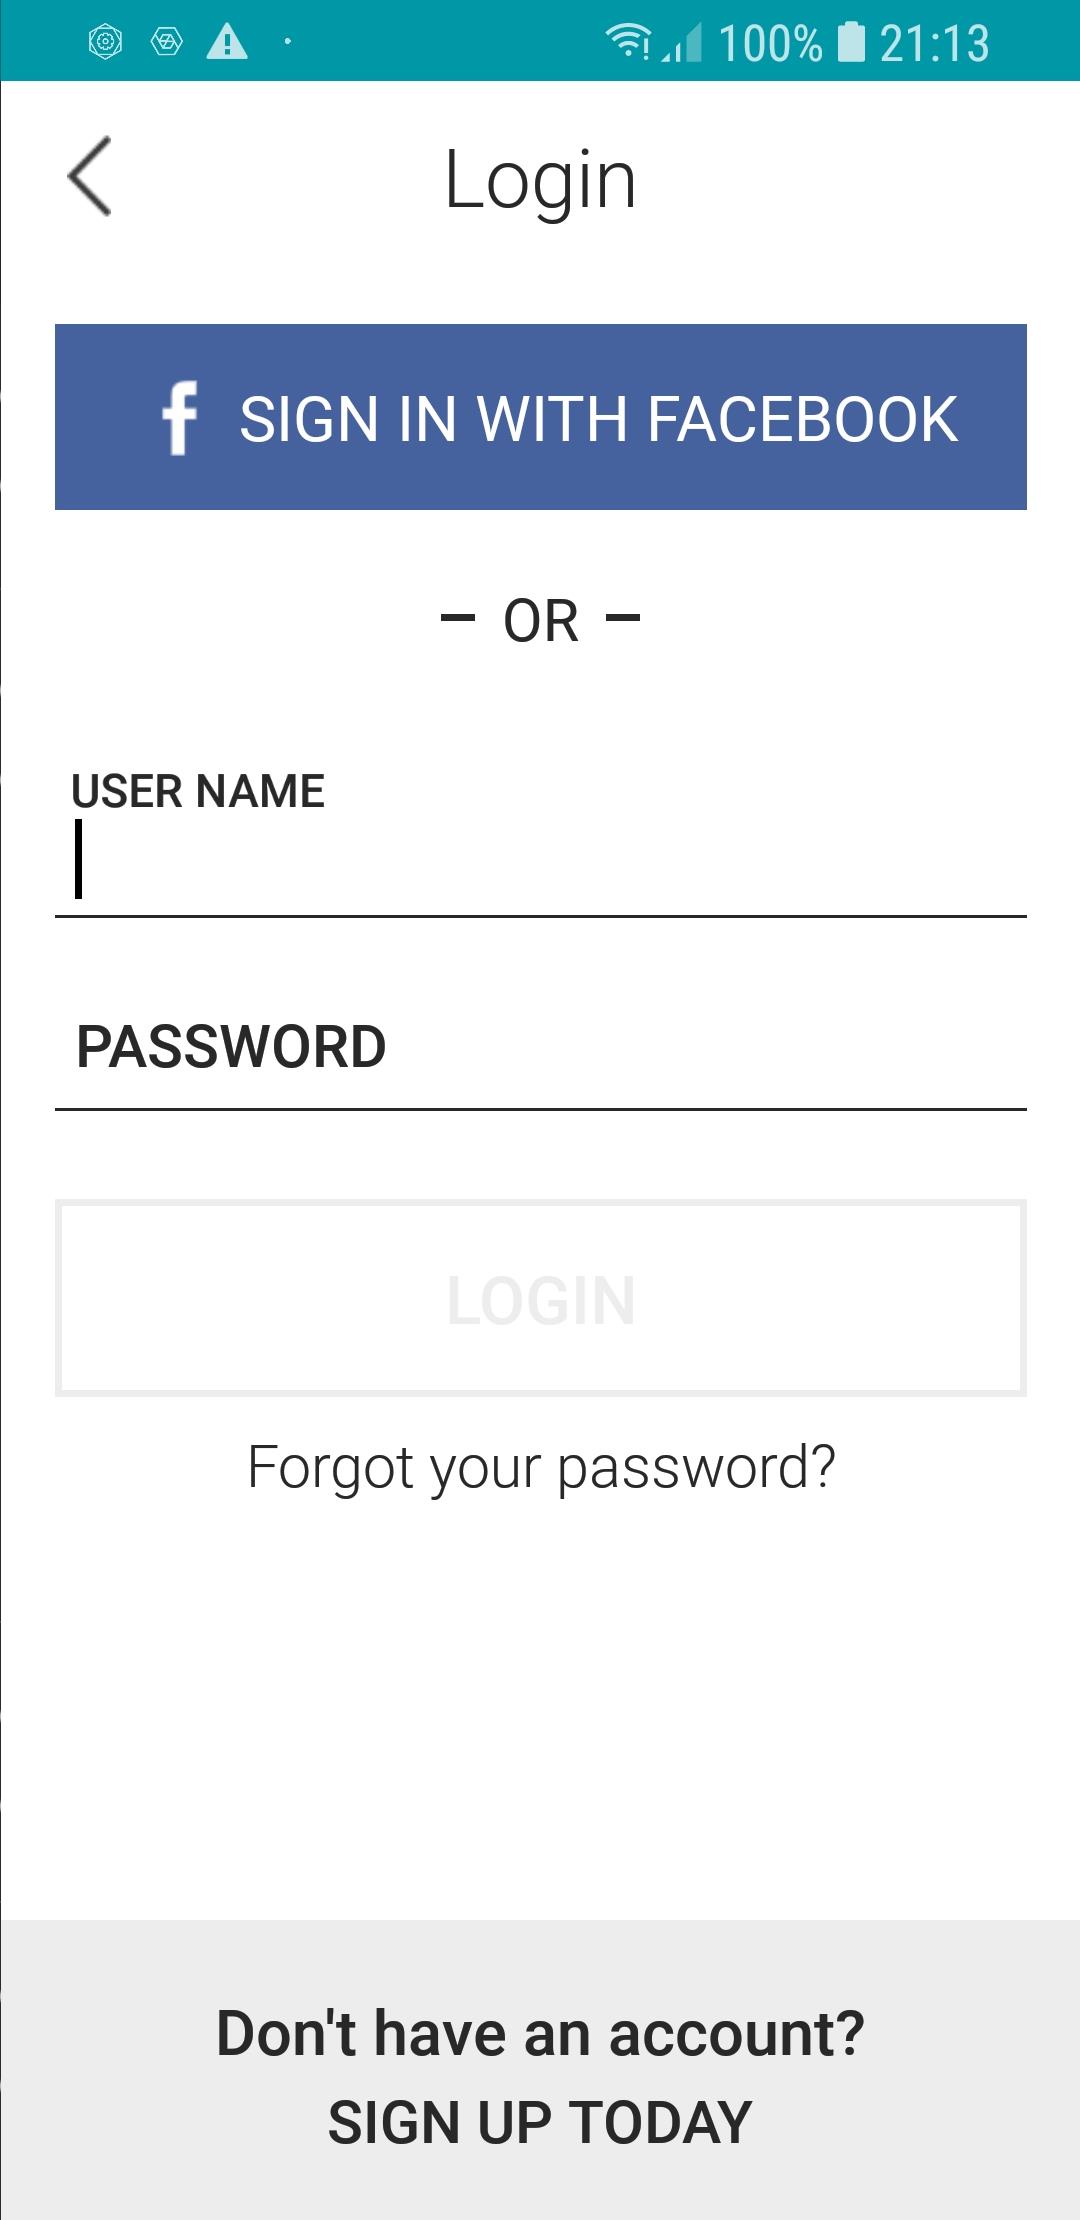 100% 21:13
Login
f SIGN IN WITH FACEBOOK
– OR –
USER NAME
PASSWORD
LOGIN
Forgot your password?
Don't have an account?
SIGN UP TODAY